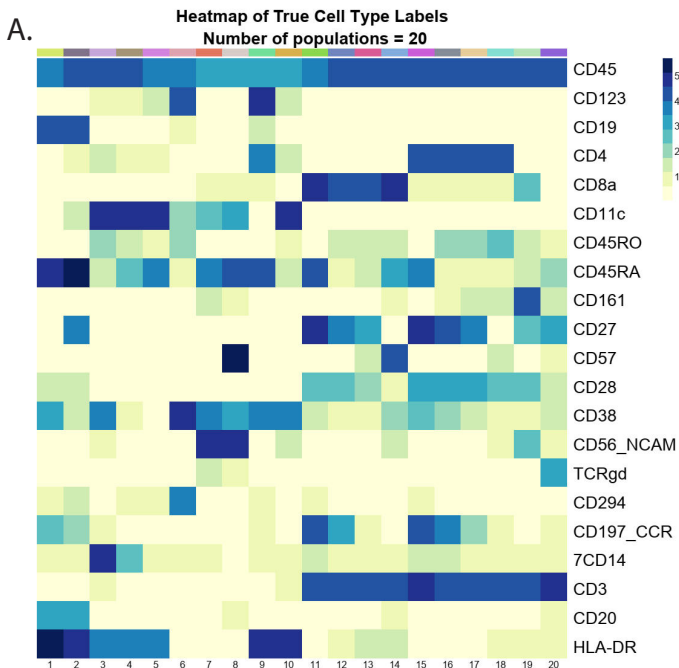 A.
Heatmap of True Cell Type Labels
Number of populations = 20
CD45
CD123
CD19
CD4
CD8a
CD11c
CD45RO
CD45RA
CD161
CD27
CD57
CD28
CD38
CD56_NCAM
TCRgd
CD294
CD197_CCR
7CD14
CD3
CD20
HLA-DR
5
4
3
2
1
1 2 3 4 5 6 7 8 9 10 11 12 13 14 15 16 17 18 19 20